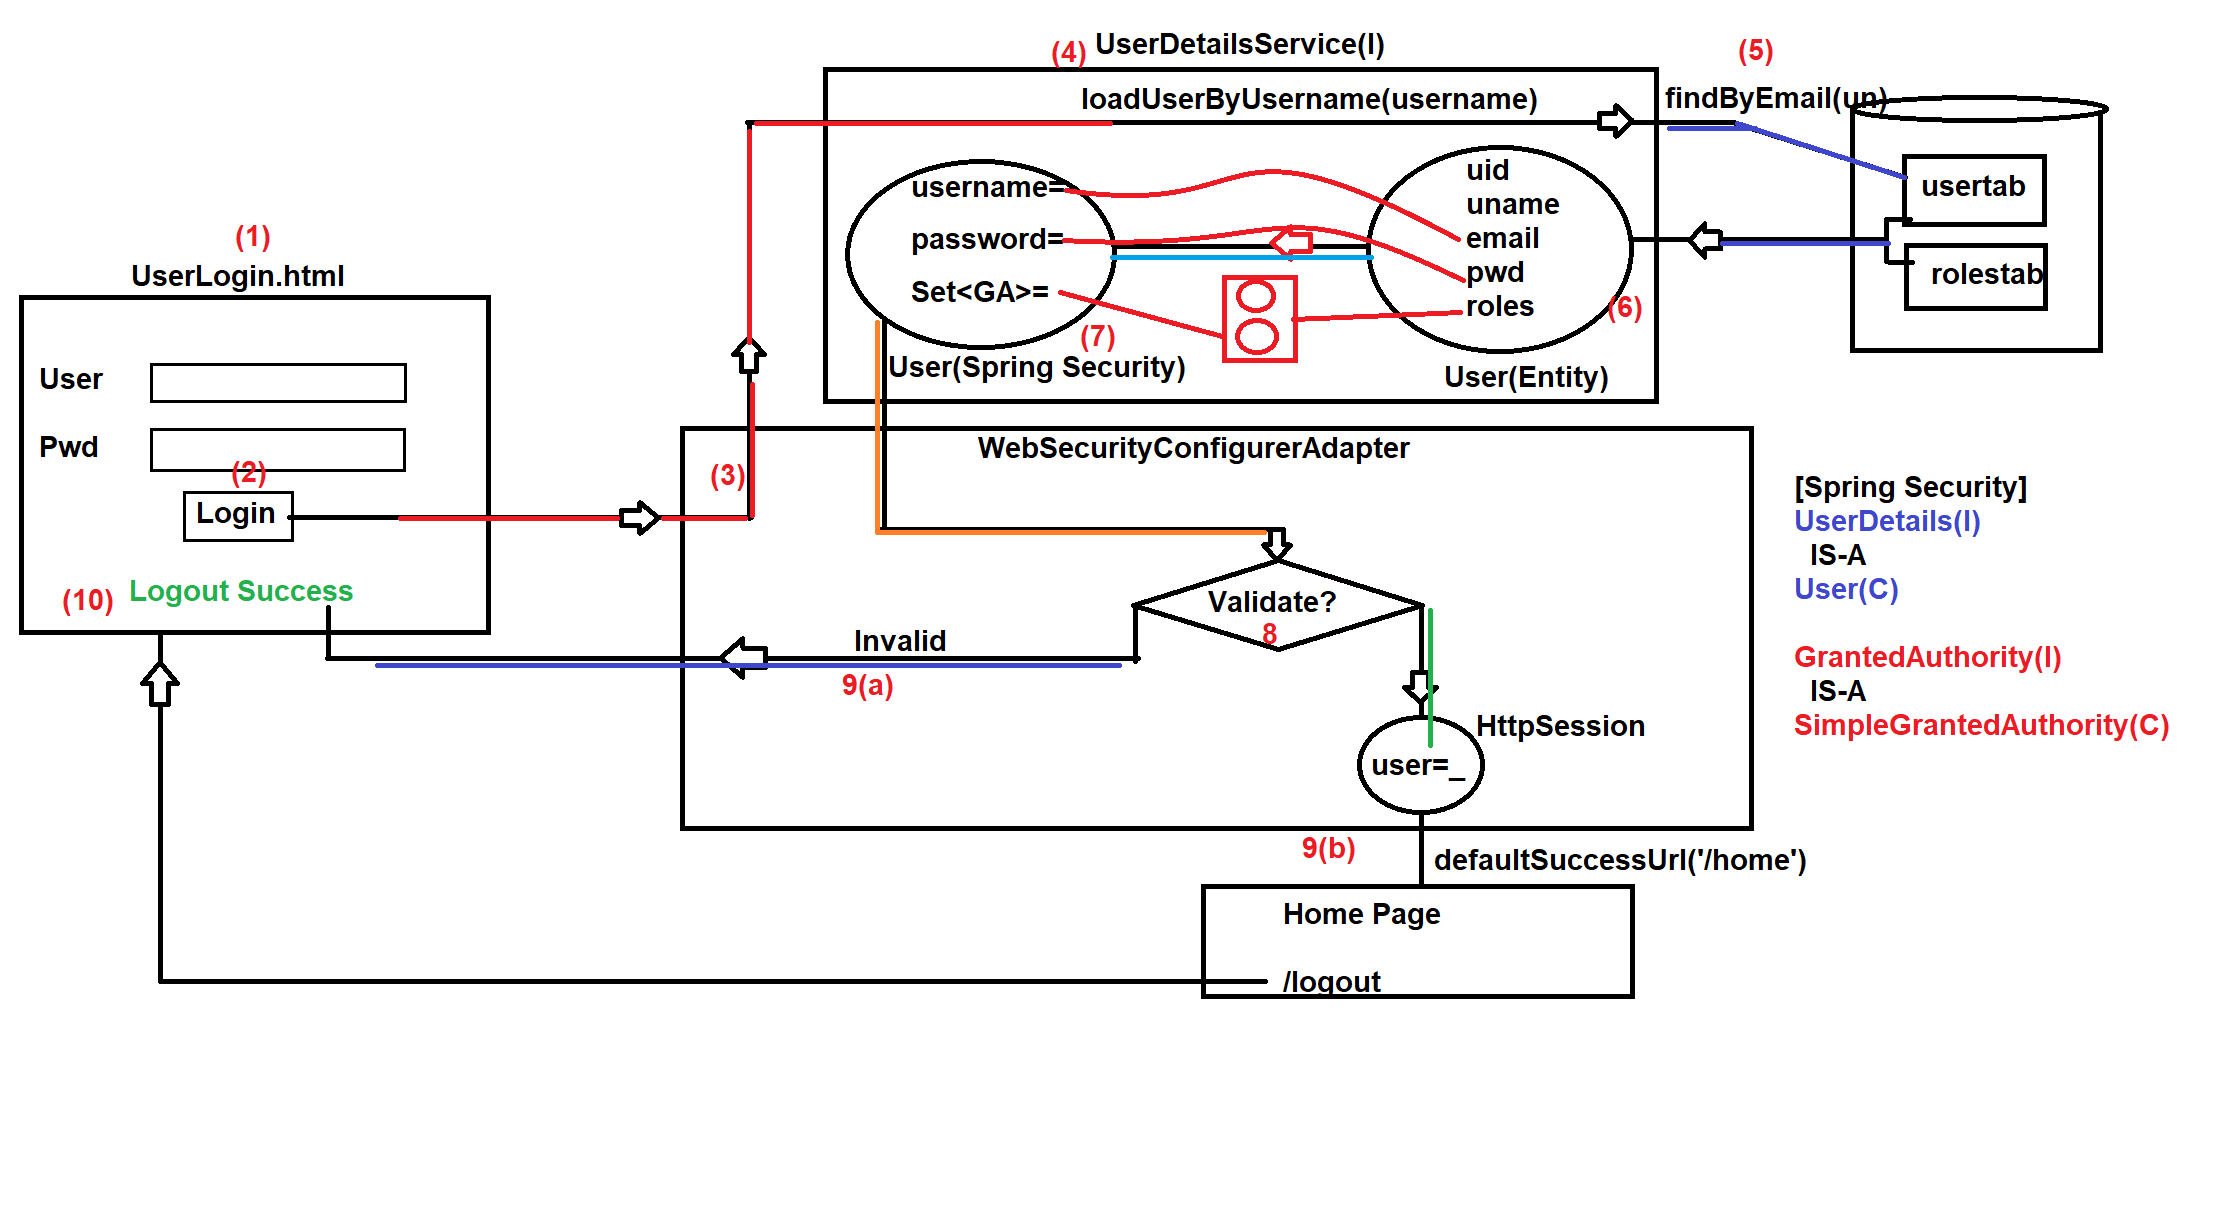 (4) UserDetailsService(I)
(5)
loadUserByUsername(username)
findByEmail(un)
username=
password=
Set<GA>=
(7)
User(Spring Security)
uid
uname
email
pwd
roles
(6)
User(Entity)
usertab
rolestab
(1)
UserLogin.html
User
Pwd
(2)
Login
(10) Logout Success
(3)
WebSecurityConfigurerAdapter
Validate?
8
Invalid
9(a)
HttpSession
user=_
9(b)
defaultSuccessUrl('/home')
Home Page
/logout
[Spring Security]
UserDetails(I)
IS-A
User(C)
GrantedAuthority(I)
IS-A
SimpleGrantedAuthority(C)